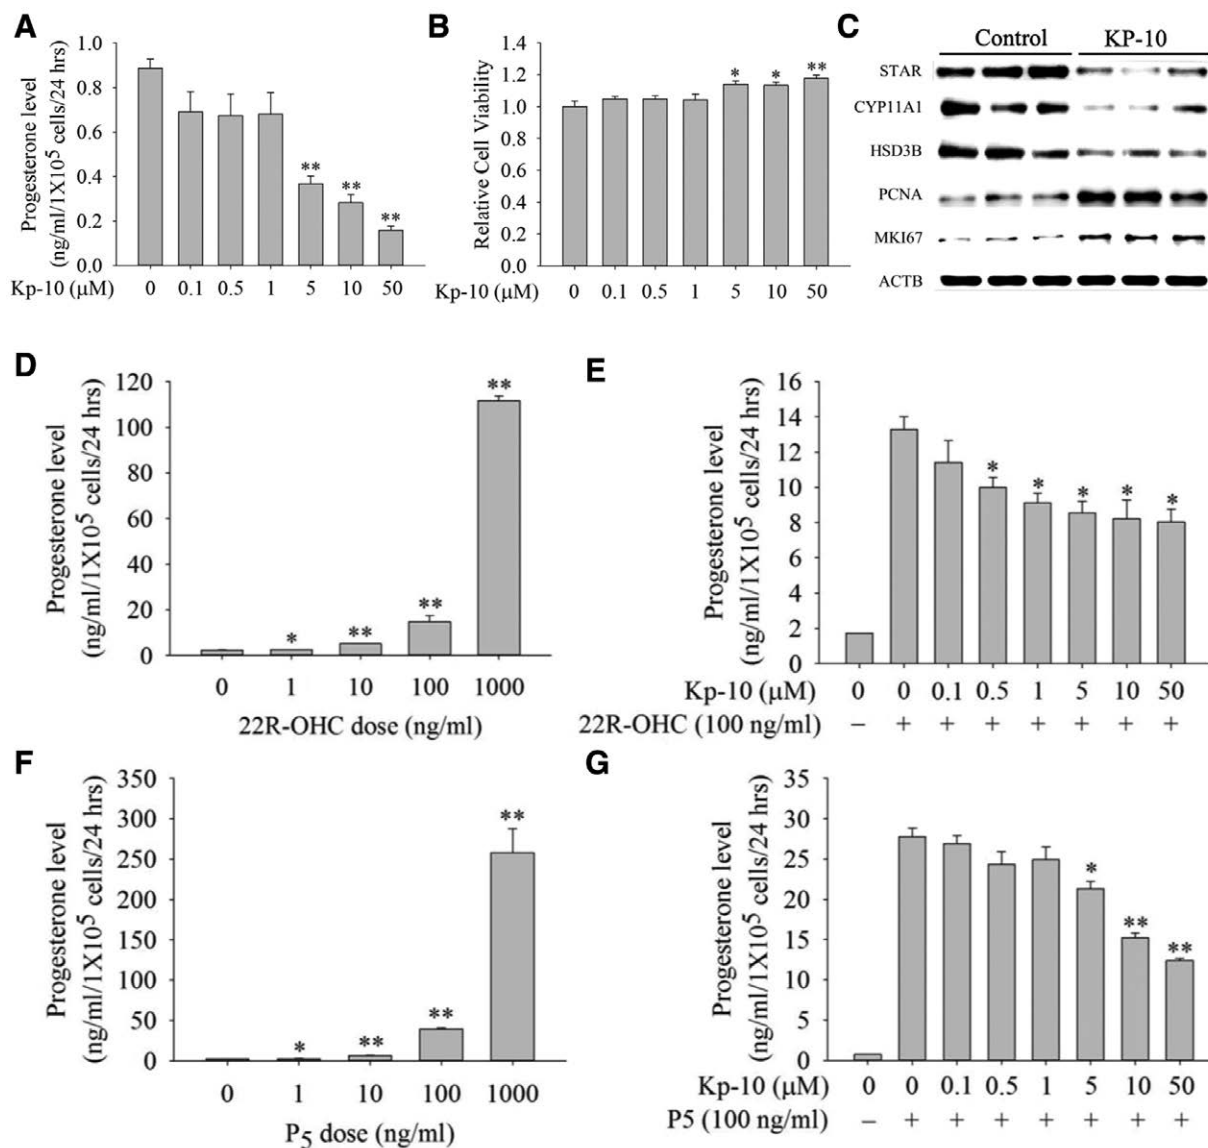 A
Progesterone level
(ng/ml/1X10⁵ cells/24 hrs)
1.0
0.8
0.6
0.4
0.2
0.0
** ** **
Kp-10 (μM) 0 0.1 0.5 1 5 10 50
B
Relative Cell Viability
1.4
1.2
1.0
0.8
0.6
0.4
0.2
0.0
* * **
Kp-10 (μM) 0 0.1 0.5 1 5 10 50
C
Control KP-10
STAR
CYP11A1
HSD3B
PCNA
MKI67
ACTB
D
Progesterone level
(ng/ml/1X10⁵ cells/24 hrs)
120
100
80
60
40
20
0
* ** ** **
0 1 10 100 1000
22R-OHC dose (ng/ml)
E
Progesterone level
(ng/ml/1X10⁵ cells/24 hrs)
16
14
12
10
8
6
4
2
0
* * * * *
Kp-10 (μM) 0 0 0.1 0.5 1 5 10 50
22R-OHC (100 ng/ml) – + + + + + + +
F
Progesterone level
(ng/ml/1X10⁵ cells/24 hrs)
350
300
250
200
150
100
50
0
* ** ** **
0 1 10 100 1000
P₅ dose (ng/ml)
G
Progesterone level
(ng/ml/1X10⁵ cells/24 hrs)
35
30
25
20
15
10
5
0
* ** **
Kp-10 (μM) 0 0 0.1 0.5 1 5 10 50
P5 (100 ng/ml) – + + + + + + +